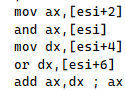 mov ax,[esi+2]
and ax,[esi]
mov dx,[esi+4]
or dx,[esi+6]
add ax,dx ; ax